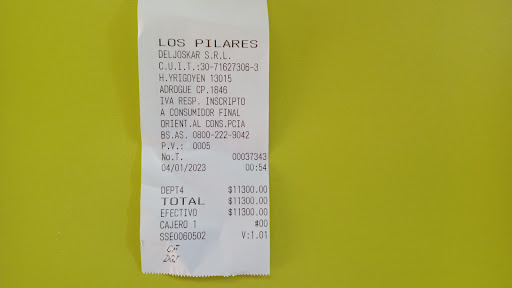 LOS PILARES
DELJOSKAR S.R.L.
C.U.I.T.:30-71627306-3
H.YRIGOYEN 13015
ADROGUE CP.1846
IVA RESP. INSCRIPTO
A CONSUMIDOR FINAL
ORIENT.AL CONS.PCIA
BS.AS. 0800-222-9042
P.V.: 0005
No.T. 00037343
04/01/2023 00:54
DEPT4 $11300.00
TOTAL $11300.00
EFECTIVO $11300.00
CAJERO 1 #00
SSE0060502 V:1.01
CF
DGI